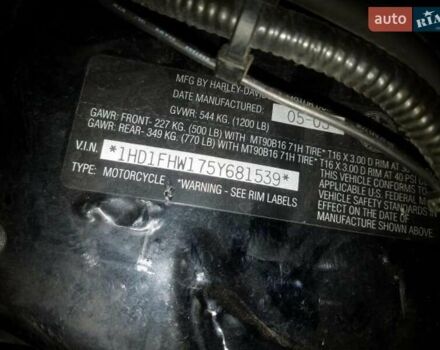 auto RIA
MFG BY HARLEY-DAVID
DATE MANUFACTURED: 05-05
GVWR: 544 KG (1200 LB)
GAWR: FRONT- 227 KG. (500 LB) WITH MT90B16 71H TIRE* T16 X 3.00 D RIM AT
GAWR: REAR- 349 KG. (770 LB) WITH MT90B16 71H TIRE* T16 X 3.00 D RIM AT 40 PSI
V.I.N. *1HD1FHW175Y681539*
TYPE: MOTORCYCLE *WARNING - SEE RIM LABELS
THIS VEHICLE CONFORMS TO
APPLICABLE U.S. FEDERAL M
VEHICLE SAFETY STANDARDS
EFFECT ON THE DATE OF
MANUFACTURE SHOWN ABOVE.